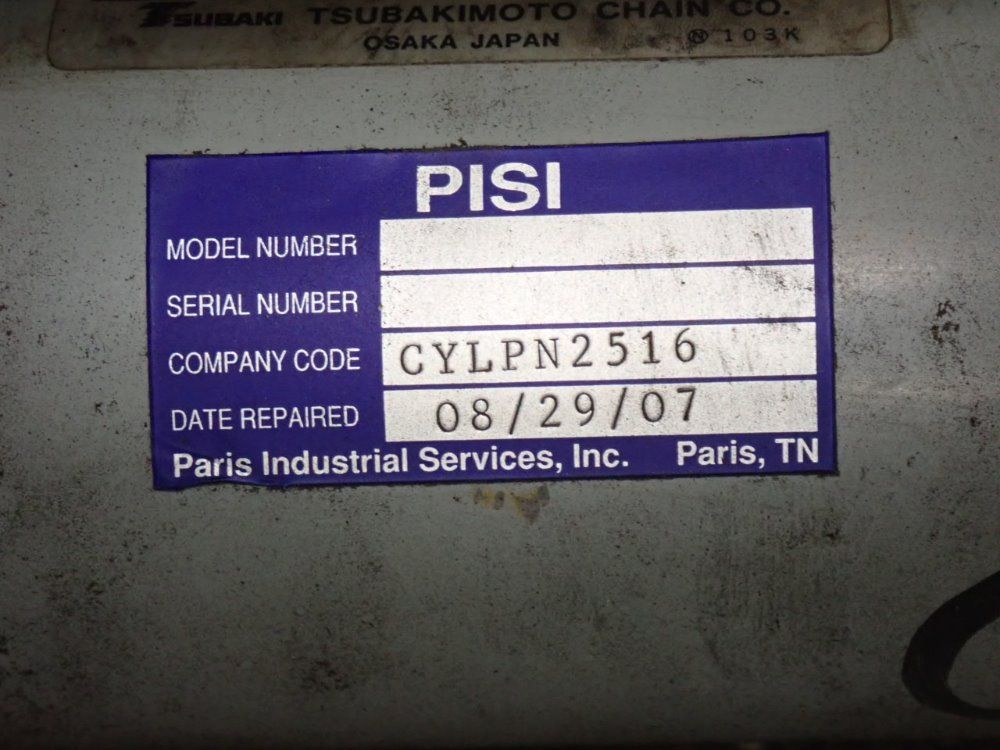 TSUBAKI TSUBAKIMOTO CHAIN CO.
OSAKA JAPAN Ⓝ 103K
PISI
MODEL NUMBER
SERIAL NUMBER
COMPANY CODE CYLPN2516
DATE REPAIRED 08/29/07
Paris Industrial Services, Inc. Paris, TN